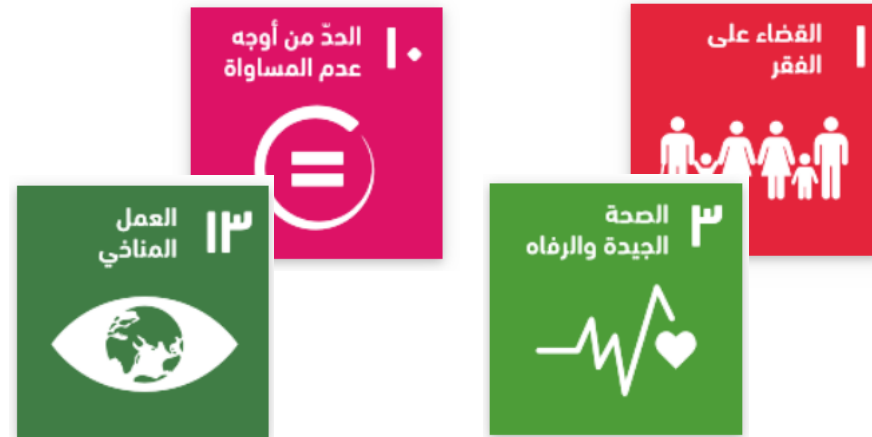 ١ القضاء على
الفقر
١٠ الحدّ من أوجه
عدم المساواة
٣ الصحة
الجيدة والرفاه
١٣ العمل
المناخي